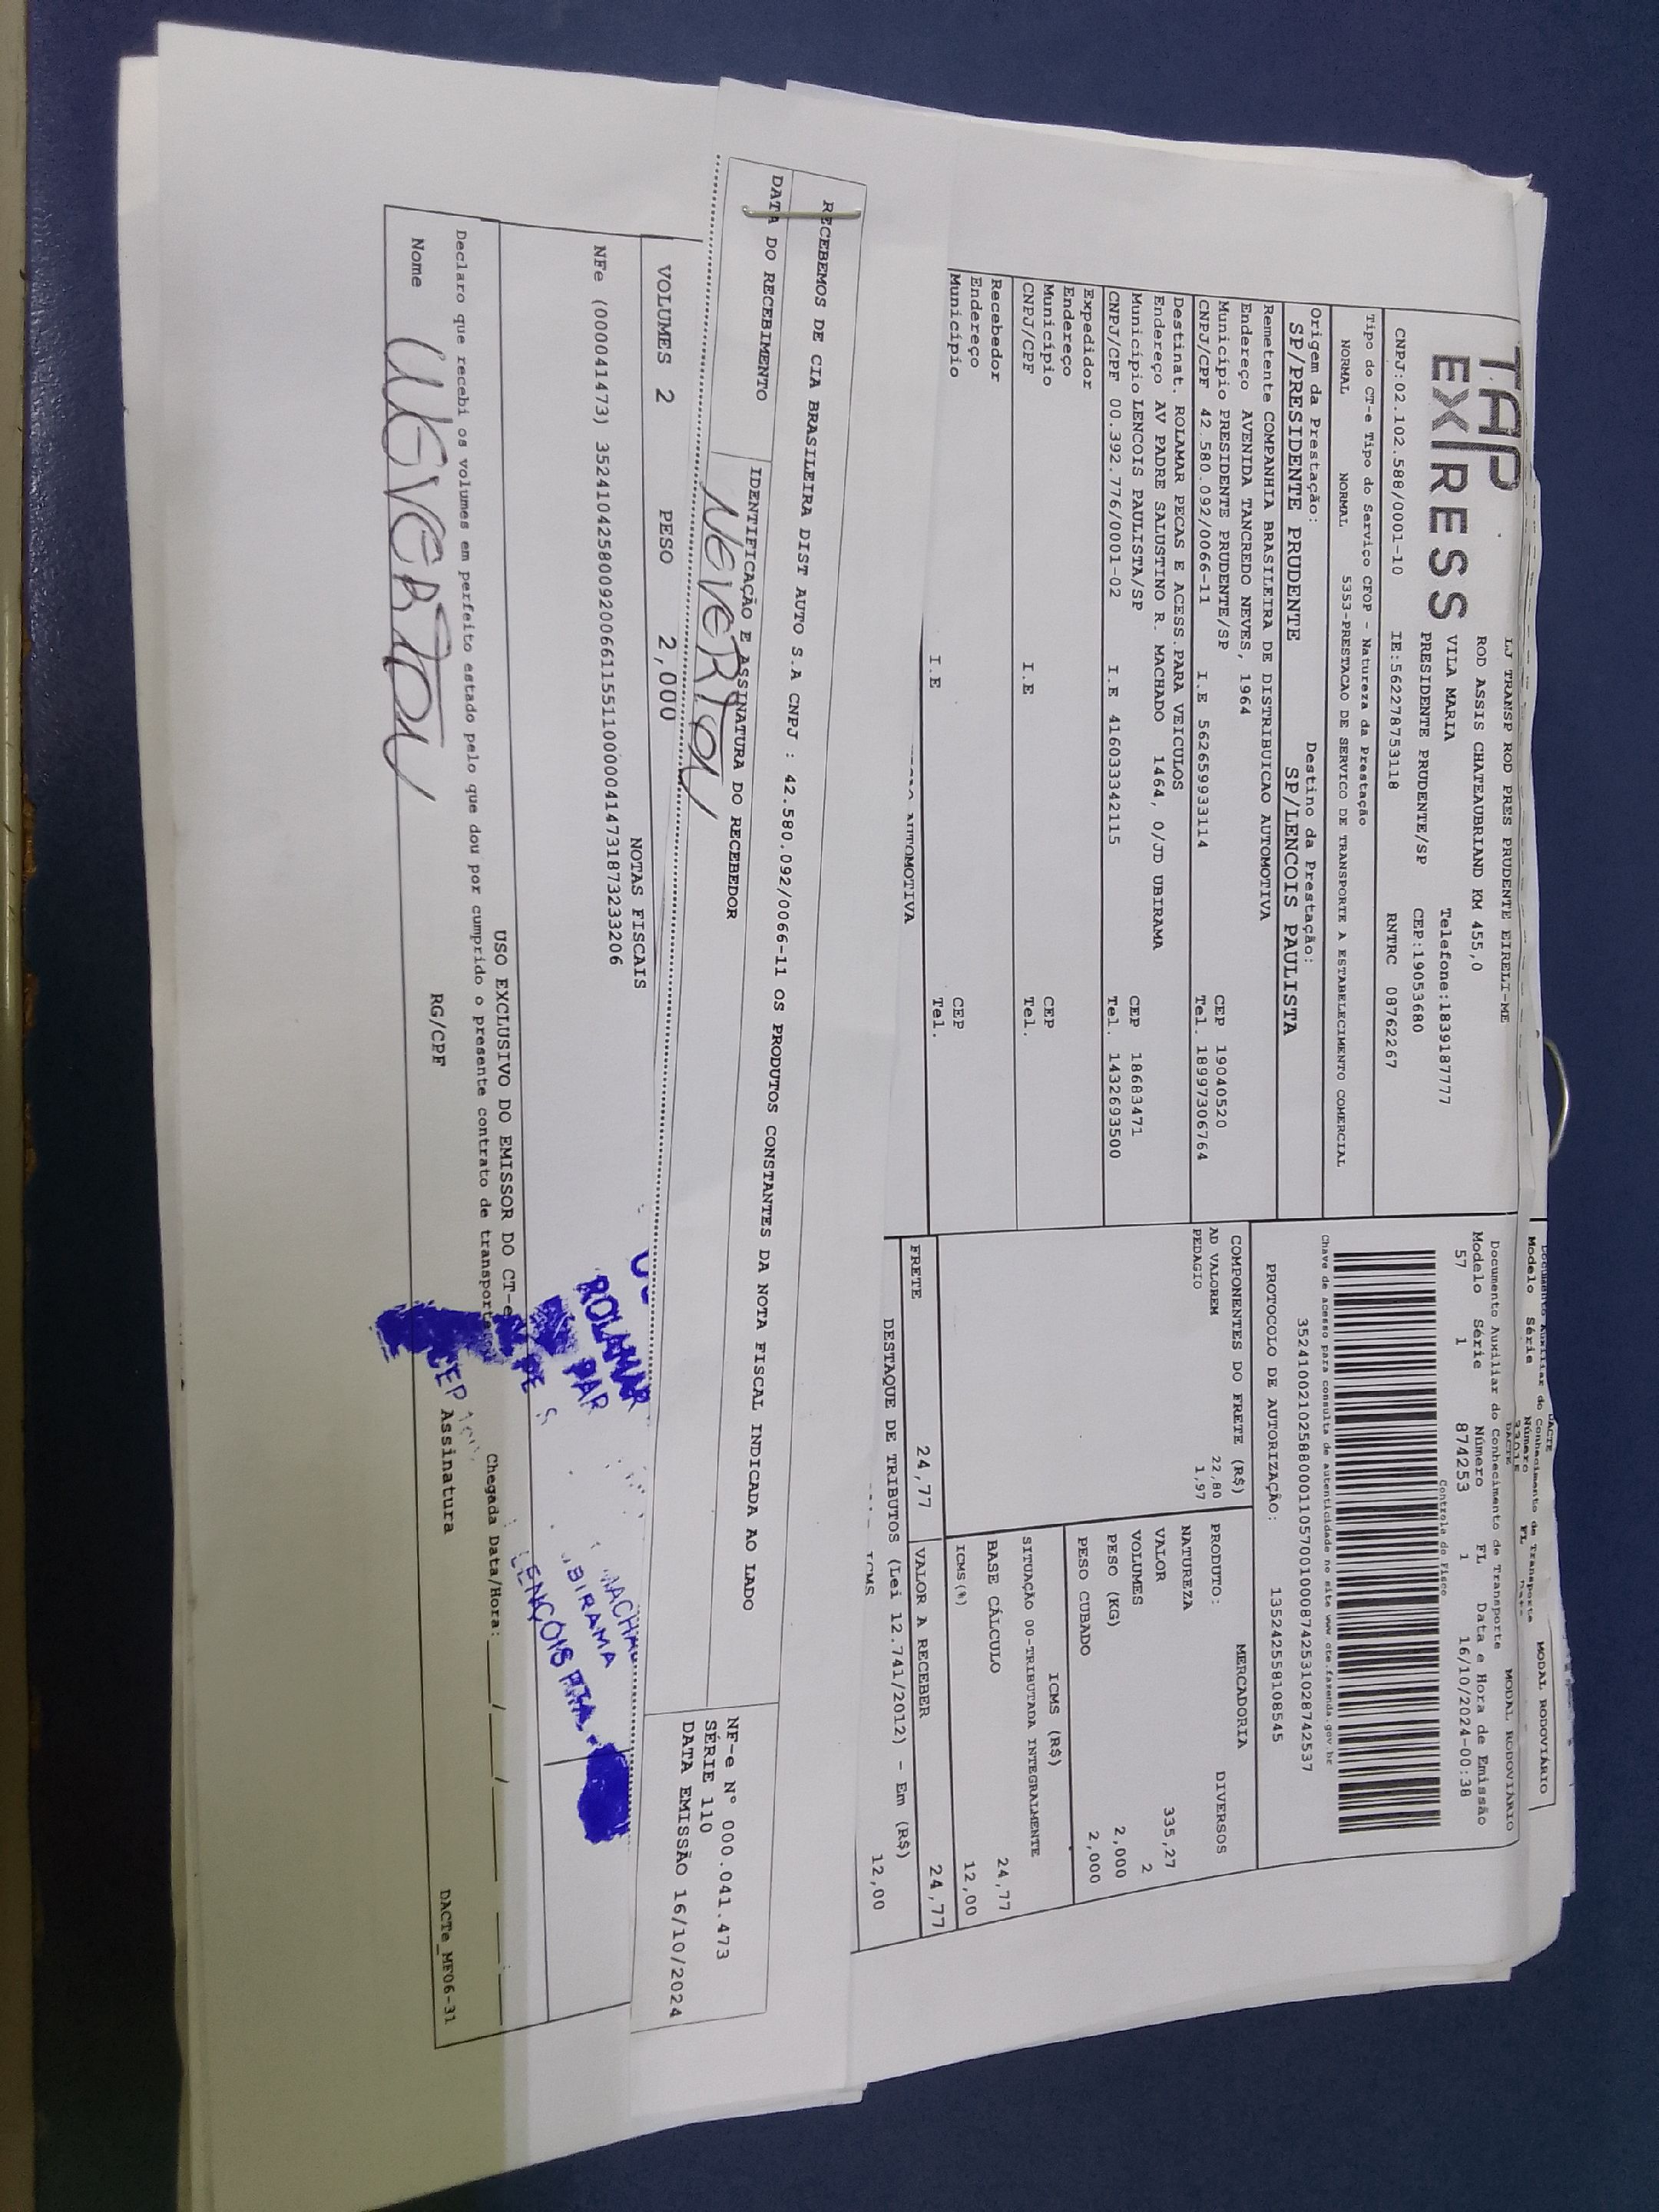 TAP
EXPRESS
LJ TRANSP ROD PRES PRUDENTE EIRELI-ME
ROD ASSIS CHATEAUBRIAND KM 455,0
VILA MARIA Telefone:1839187777
PRESIDENTE PRUDENTE/SP CEP:19053680
CNPJ:02.102.588/0001-10 IE:562278753118 RNTRC 08762267
Tipo do CT-e Tipo do Serviço CFOP - Natureza da Prestação
NORMAL NORMAL 5353-PRESTACAO DE SERVICO DE TRANSPORTE A ESTABELECIMENTO COMERCIAL
Origem da Prestação: Destino da Prestação:
SP/PRESIDENTE PRUDENTE SP/LENCOIS PAULISTA
Remetente COMPANHIA BRASILEIRA DE DISTRIBUICAO AUTOMOTIVA
Endereço AVENIDA TANCREDO NEVES, 1964
Município PRESIDENTE PRUDENTE/SP CEP 19040520
CNPJ/CPF 42.580.092/0066-11 I.E 562659933114 Tel. 18997306764
Destinat. ROLAMAR PECAS E ACESS.PARA VEICULOS
Endereço AV PADRE SALUSTINO R. MACHADO 1464, 0/JD UBIRAMA
Município LENCOIS PAULISTA/SP CEP 18683471
CNPJ/CPF 00.392.776/0001-02 I.E 416033342115 Tel. 1432693500
Expedidor
Endereço
Município CEP
CNPJ/CPF I.E Tel.
Recebedor
Endereço
Município CEP
I.E Tel.
AUTOMOTIVA
Modelo Série Número FL MODAL RODOVIÁRIO
DACTE
Documento Auxiliar do Conhecimento de Transporte MODAL RODOVIÁRIO
Modelo Série Número FL Data e Hora de Emissão
57 1 874253 1 16/10/2024-00:38
Controle do Fisco
Chave de acesso para consulta de autenticidade no site www.cte.fazenda.gov.br
35241002102588000110570010008742531028742537
PROTOCOLO DE AUTORIZAÇÃO: 135242558108545
COMPONENTES DO FRETE (R$)
AD VALOREM 22,80
PEDAGIO 1,97
MERCADORIA
PRODUTO: DIVERSOS
NATUREZA
VALOR 335,27
VOLUMES 2
PESO (KG) 2,000
PESO CUBADO 2,000
ICMS (R$)
SITUAÇÃO 00-TRIBUTADA INTEGRALMENTE
BASE CÁLCULO 24,77
ICMS(%) 12,00
FRETE 24,77 VALOR A RECEBER 24,77
DESTAQUE DE TRIBUTOS (Lei 12.741/2012) - Em (R$)
ICMS 12,00
RECEBEMOS DE CIA BRASILEIRA DIST AUTO S.A CNPJ : 42.580.092/0066-11 OS PRODUTOS CONSTANTES DA NOTA FISCAL INDICADA AO LADO
DATA DO RECEBIMENTO IDENTIFICAÇÃO E ASSINATURA DO RECEBEDOR
NF-e Nº 000.041.473
SÉRIE 110
DATA EMISSÃO 16/10/2024
VOLUMES 2 PESO 2,000
NOTAS FISCAIS
NFe (000041473) 35241042580092006611551100000414731873233206
ROLAMAR
PAR
MACHADO
UBIRAMA
LENÇÓIS PTA.
CEP
USO EXCLUSIVO DO EMISSOR DO CT-e
Declaro que recebi os volumes em perfeito estado pelo que dou por cumprido o presente contrato de transporte. Chegada Data/Hora: / / :
Nome WEVERTON RG/CPF Assinatura
DACTe_MF06-31